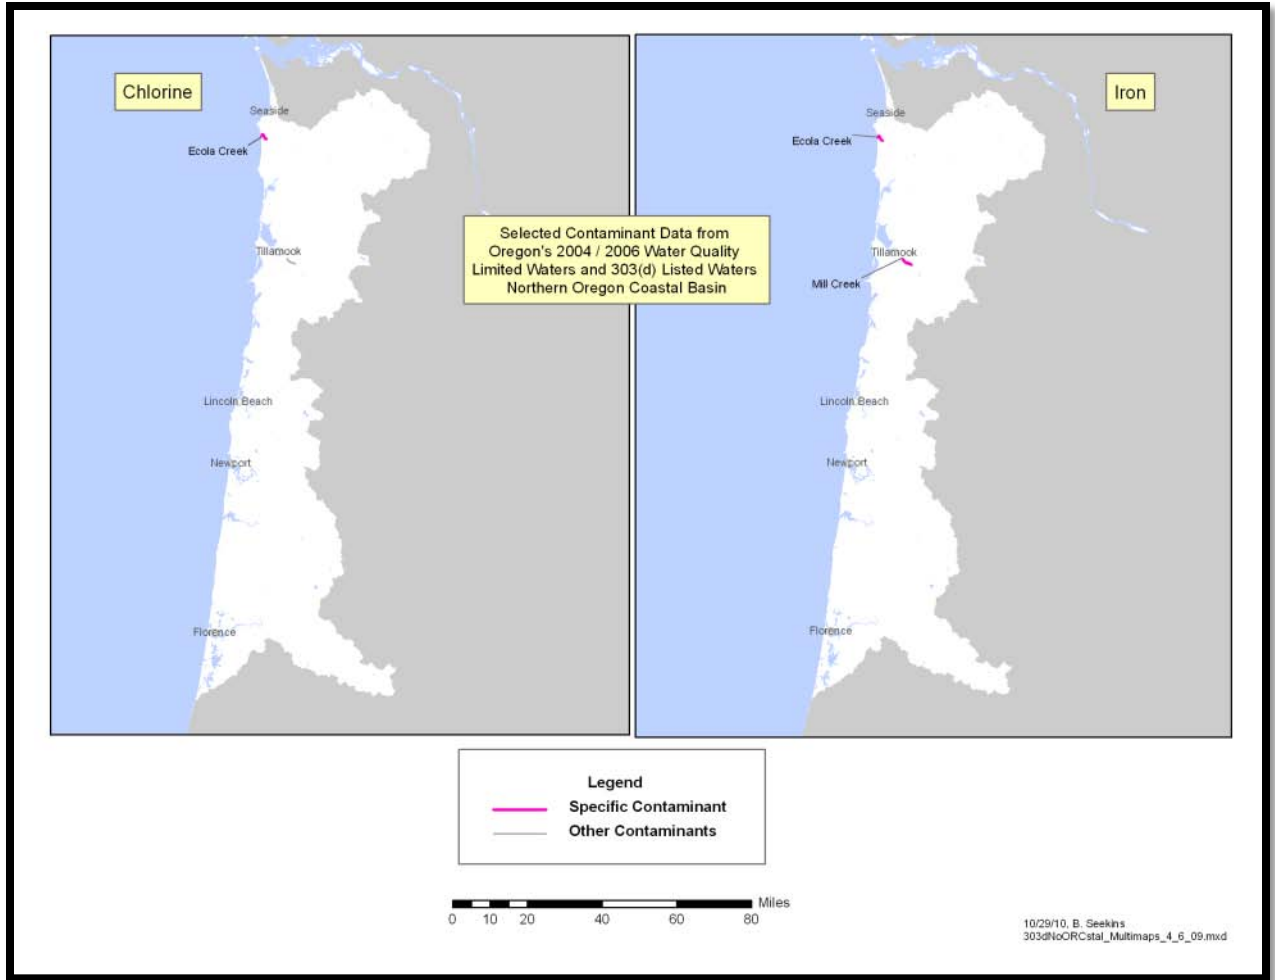 Chlorine
Seaside
Ecola Creek
Tillamook
Lincoln Beach
Newport
Florence
Iron
Seaside
Ecola Creek
Tillamook
Mill Creek
Lincoln Beach
Newport
Florence
Selected Contaminant Data from
Oregon's 2004 / 2006 Water Quality
Limited Waters and 303(d) Listed Waters
Northern Oregon Coastal Basin
Legend
Specific Contaminant
Other Contaminants
Miles
0 10 20 40 60 80
10/29/10, B. Seekins
303dNoORCstal_Multimaps_4_6_09.mxd